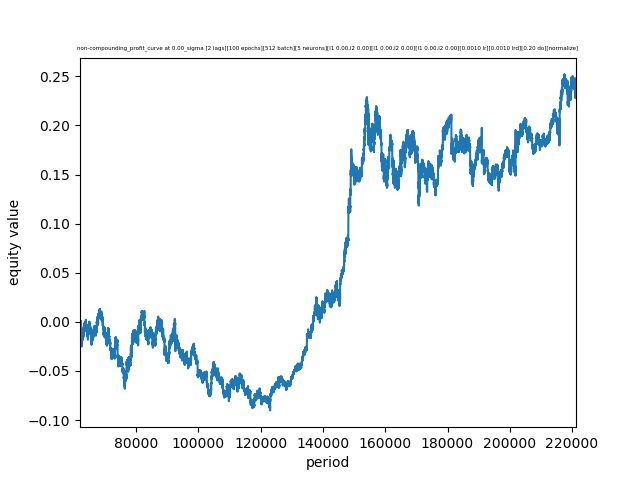 non-compounding_profit_curve at 0.00_sigma [2 lags][100 epochs][512 batch][5 neurons][l1 0.00,l2 0.00][l1 0.00,l2 0.00][l1 0.00,l2 0.00][0.0010 lr][0.0010 lrd][0.20 do][normalize]
0.25
0.20
0.15
0.10
0.05
0.00
−0.05
−0.10
equity value
80000 100000 120000 140000 160000 180000 200000 220000
period